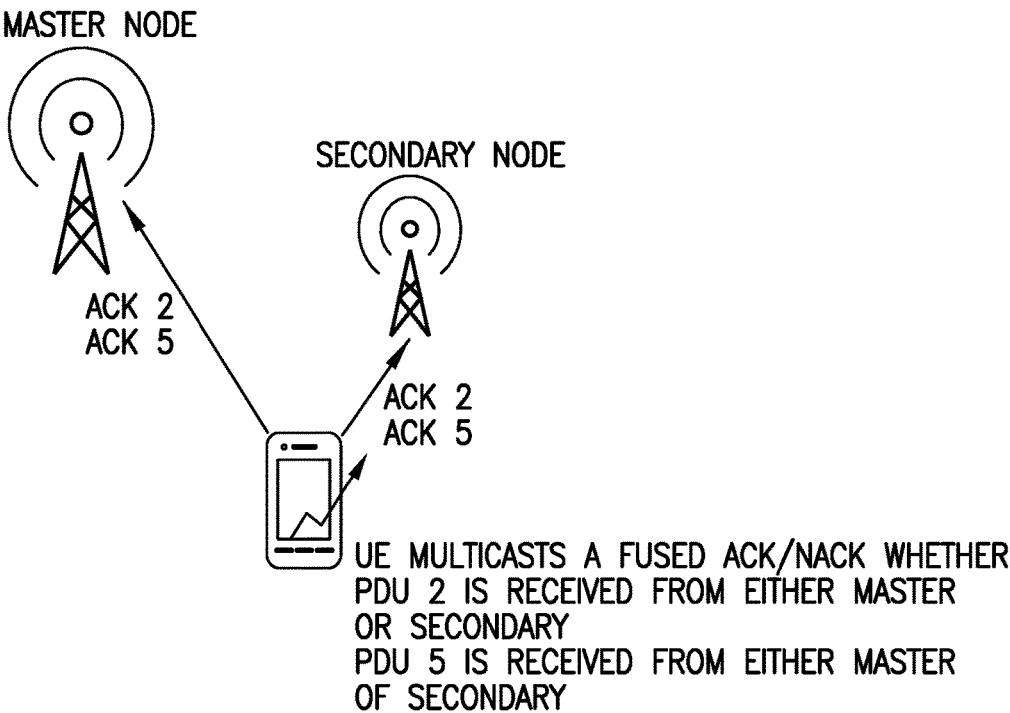 MASTER NODE
SECONDARY NODE
ACK 2
ACK 5
ACK 2
ACK 5
UE MULTICASTS A FUSED ACK/NACK WHETHER
PDU 2 IS RECEIVED FROM EITHER MASTER
OR SECONDARY
PDU 5 IS RECEIVED FROM EITHER MASTER
OF SECONDARY